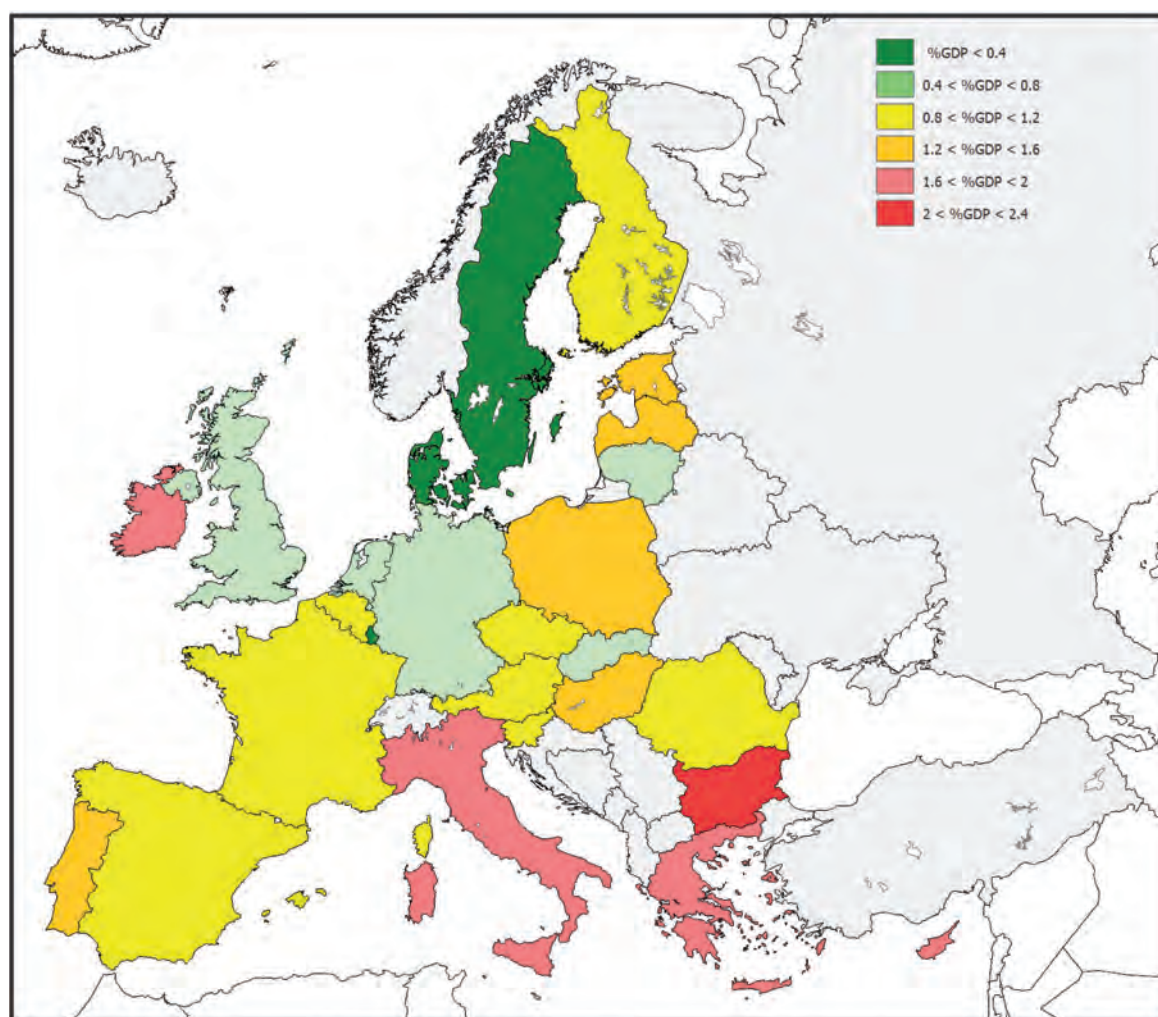 %GDP < 0.4
0.4 < %GDP < 0.8
0.8 < %GDP < 1.2
1.2 < %GDP < 1.6
1.6 < %GDP < 2
2 < %GDP < 2.4